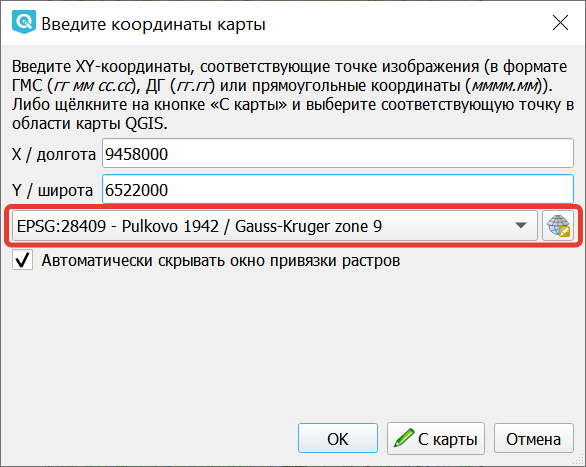 Введите координаты карты
Введите XY-координаты, соответствующие точке изображения (в формате
ГМС (гг мм сс.сс), ДГ (гг.гг) или прямоугольные координаты (мммм.мм)).
Либо щёлкните на кнопке «С карты» и выберите соответствующую точку в
области карты QGIS.
X / долгота 9458000
Y / широта 6522000
EPSG:28409 - Pulkovo 1942 / Gauss-Kruger zone 9
Автоматически скрывать окно привязки растров
OK С карты Отмена